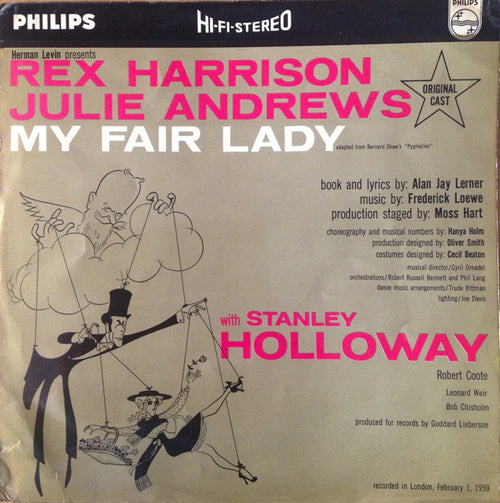 PHILIPS
HI-FI-STEREO
PHILIPS
Herman Levin presents
REX HARRISON
JULIE ANDREWS
ORIGINAL
CAST
MY FAIR LADY
adapted from Bernard Shaw's "Pygmalion"
book and lyrics by: Alan Jay Lerner
music by: Frederick Loewe
production staged by: Moss Hart
choreography and musical numbers by: Hanya Holm
production designed by: Oliver Smith
costumes designed by: Cecil Beaton
musical director/Cyril Ornadel
orchestrations/Robert Russell Bennett and Phil Lang
dance music arrangements/Trude Rittman
lighting/Joe Davis
with STANLEY
HOLLOWAY
Robert Coote
Leonard Weir
Bob Chisholm
produced for records by Goddard Lieberson
recorded in London, February 1, 1959